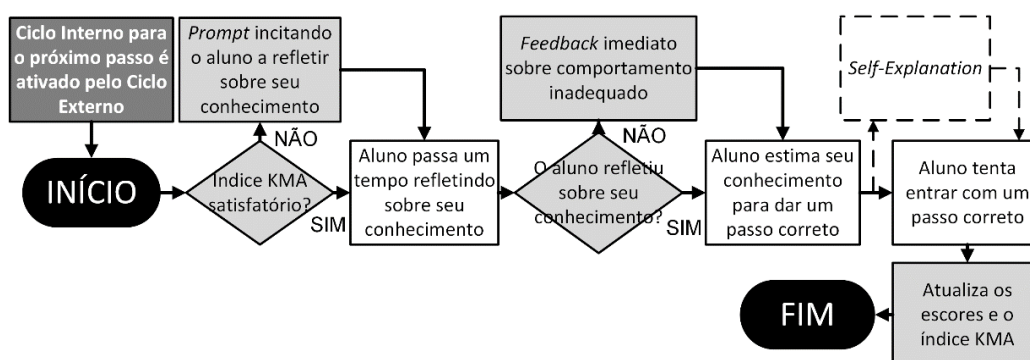 Ciclo Interno para
o próximo passo é
ativado pelo Ciclo
Externo
Prompt incitando
o aluno a refletir
sobre seu
conhecimento
Feedback imediato
sobre comportamento
inadequado
Self-Explanation
NÃO
NÃO
INÍCIO
Indice KMA
satisfatório?
SIM
Aluno passa um
tempo refletindo
sobre seu
conhecimento
O aluno refletiu
sobre seu
conhecimento?
SIM
Aluno estima seu
conhecimento
para dar um
passo correto
Aluno tenta
entrar com um
passo correto
FIM
Atualiza os
escores e o
índice KMA